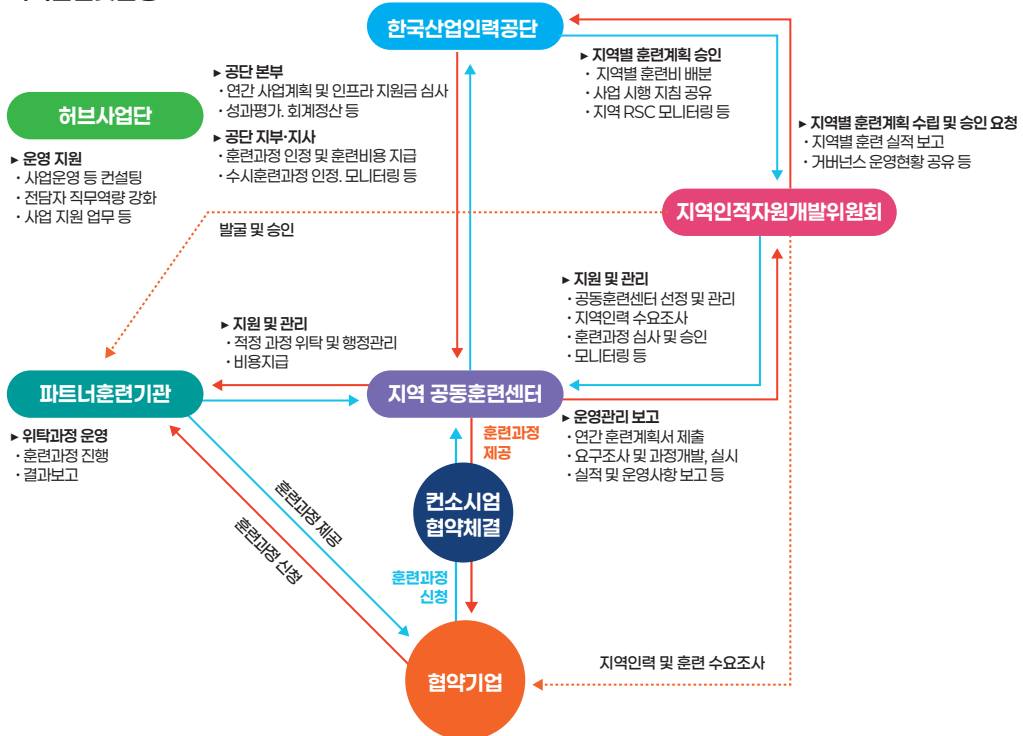 한국산업인력공단
▸ 공단 본부
· 연간 사업계획 및 인프라 지원금 심사
· 성과평가. 회계정산 등
▸ 공단 지부·지사
· 훈련과정 인정 및 훈련비용 지급
· 수시훈련과정 인정. 모니터링 등
▸ 지역별 훈련계획 승인
· 지역별 훈련비 배분
· 사업 시행 지침 공유
· 지역 RSC 모니터링 등
▸ 지역별 훈련계획 수립 및 승인 요청
· 지역별 훈련 실적 보고
· 거버넌스 운영현황 공유 등
허브사업단
▸ 운영 지원
· 사업운영 등 컨설팅
· 전담자 직무역량 강화
· 사업 지원 업무 등
지역인적자원개발위원회
발굴 및 승인
▸ 지원 및 관리
· 공동훈련센터 선정 및 관리
· 지역인력 수요조사
· 훈련과정 심사 및 승인
· 모니터링 등
▸ 지원 및 관리
· 적정 과정 위탁 및 행정관리
· 비용지급
파트너훈련기관
▸ 위탁과정 운영
· 훈련과정 진행
· 결과보고
지역 공동훈련센터
▸ 운영관리 보고
· 연간 훈련계획서 제출
· 요구조사 및 과정개발, 실시
· 실적 및 운영사항 보고 등
훈련과정
제공
컨소시엄
협약체결
훈련과정 제공
훈련과정 신청
훈련과정
신청
협약기업
지역인력 및 훈련 수요조사